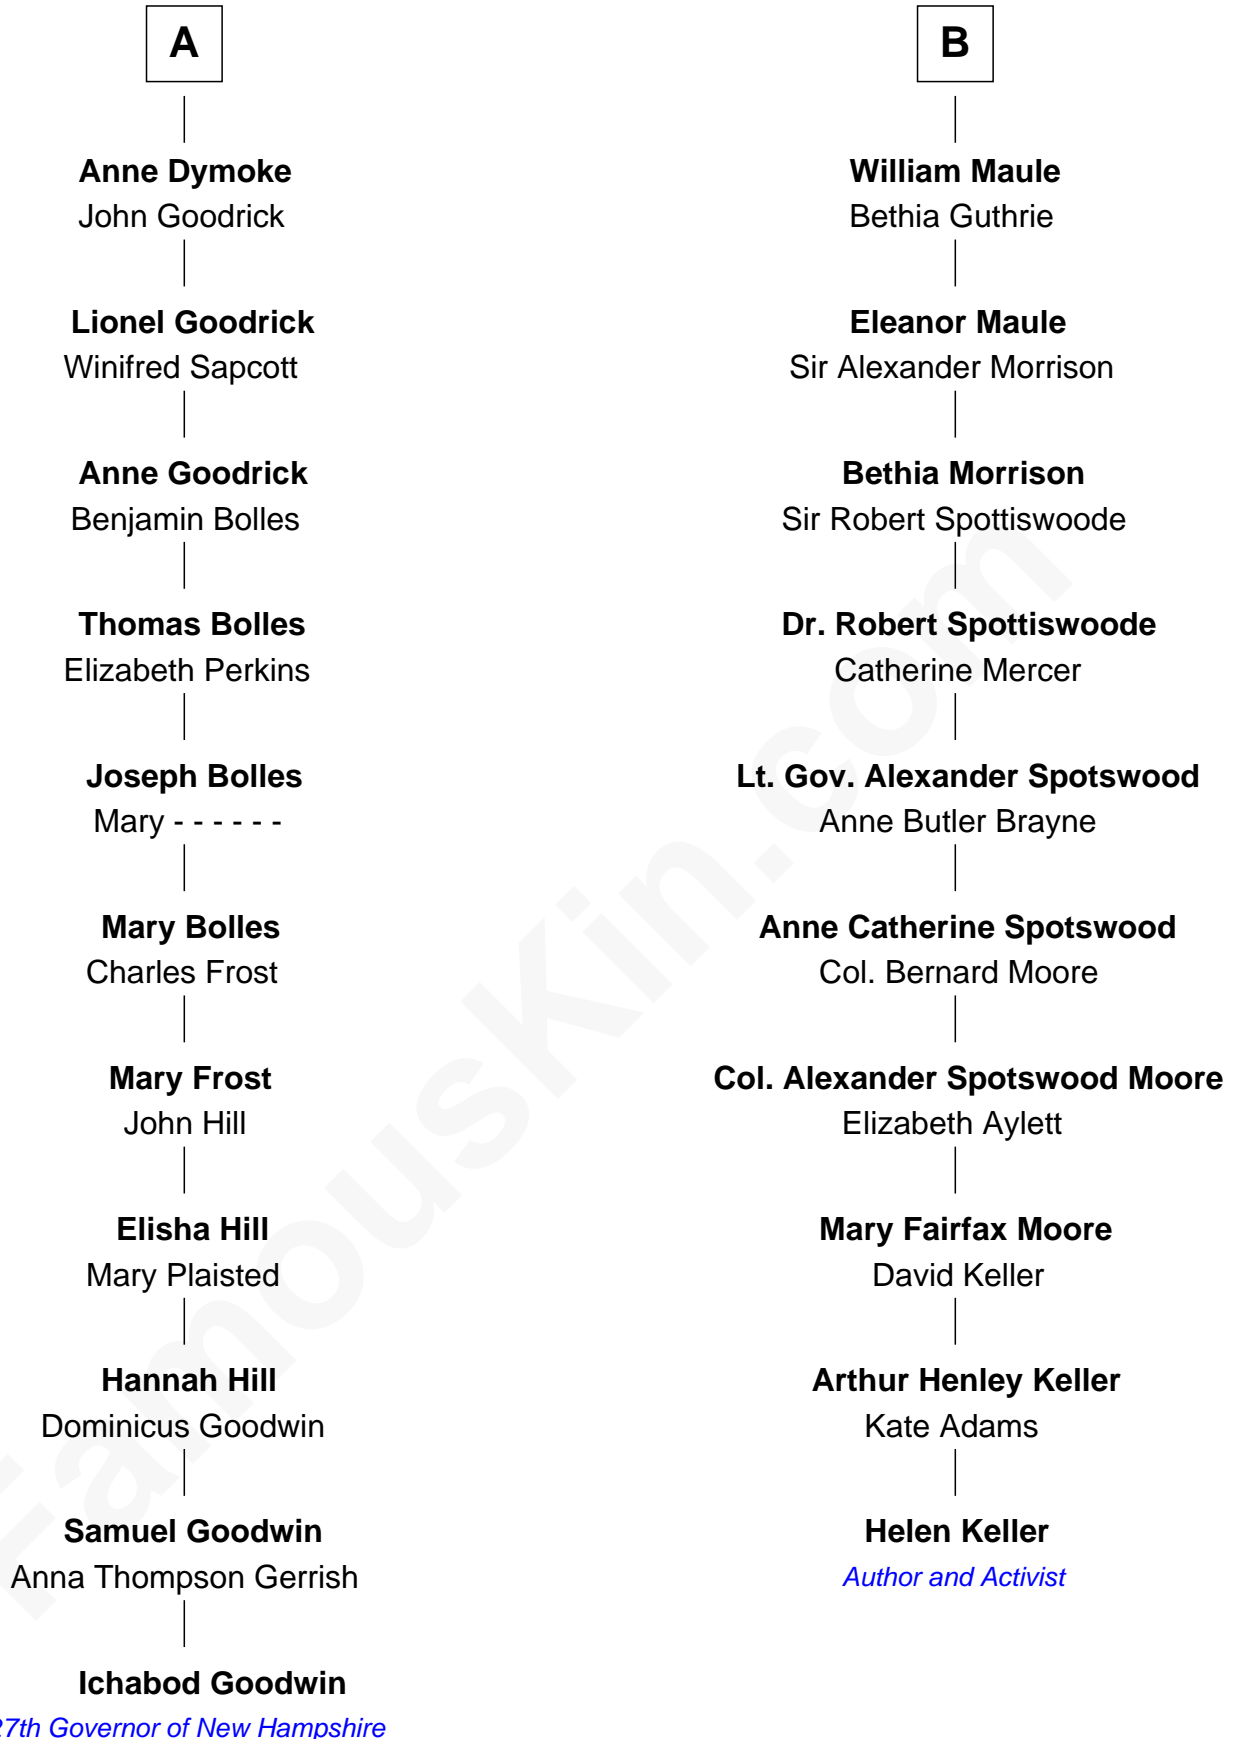 A
Anne Dymoke
John Goodrick
Lionel Goodrick
Winifred Sapcott
Anne Goodrick
Benjamin Bolles
Thomas Bolles
Elizabeth Perkins
Joseph Bolles
Mary - - - - - -
Mary Bolles
Charles Frost
Mary Frost
John Hill
Elisha Hill
Mary Plaisted
Hannah Hill
Dominicus Goodwin
Samuel Goodwin
Anna Thompson Gerrish
Ichabod Goodwin
27th Governor of New Hampshire
B
William Maule
Bethia Guthrie
Eleanor Maule
Sir Alexander Morrison
Bethia Morrison
Sir Robert Spottiswoode
Dr. Robert Spottiswoode
Catherine Mercer
Lt. Gov. Alexander Spotswood
Anne Butler Brayne
Anne Catherine Spotswood
Col. Bernard Moore
Col. Alexander Spotswood Moore
Elizabeth Aylett
Mary Fairfax Moore
David Keller
Arthur Henley Keller
Kate Adams
Helen Keller
Author and Activist
FamousKin.com